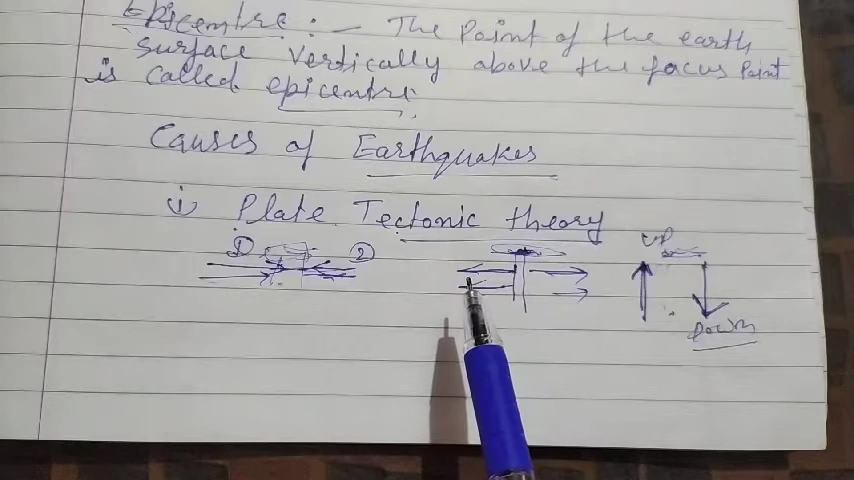 Epicentre :- The Point of the earth
surface vertically above the focus Point
is called epicentre.
Causes of Earthquakes
i) Plate Tectonic theory
① ② UP
Down